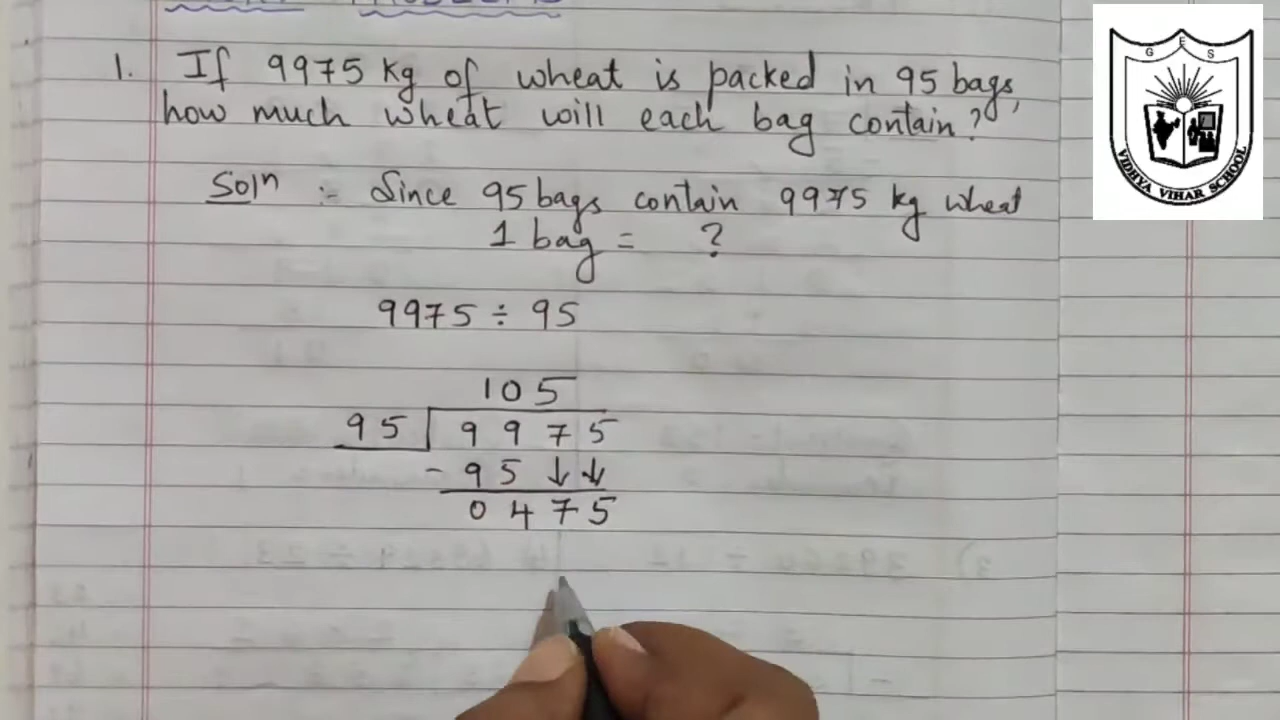 1. If 9975 Kg of wheat is packed in 95 bags,
how much wheat will each bag contain?
Soln :- Since 95 bags contain 9975 kg wheat
1 bag = ?
9975 ÷ 95
105
95 9975
- 95 ↓↓
0475
G E S
VIDHYA VIHAR SCHOOL